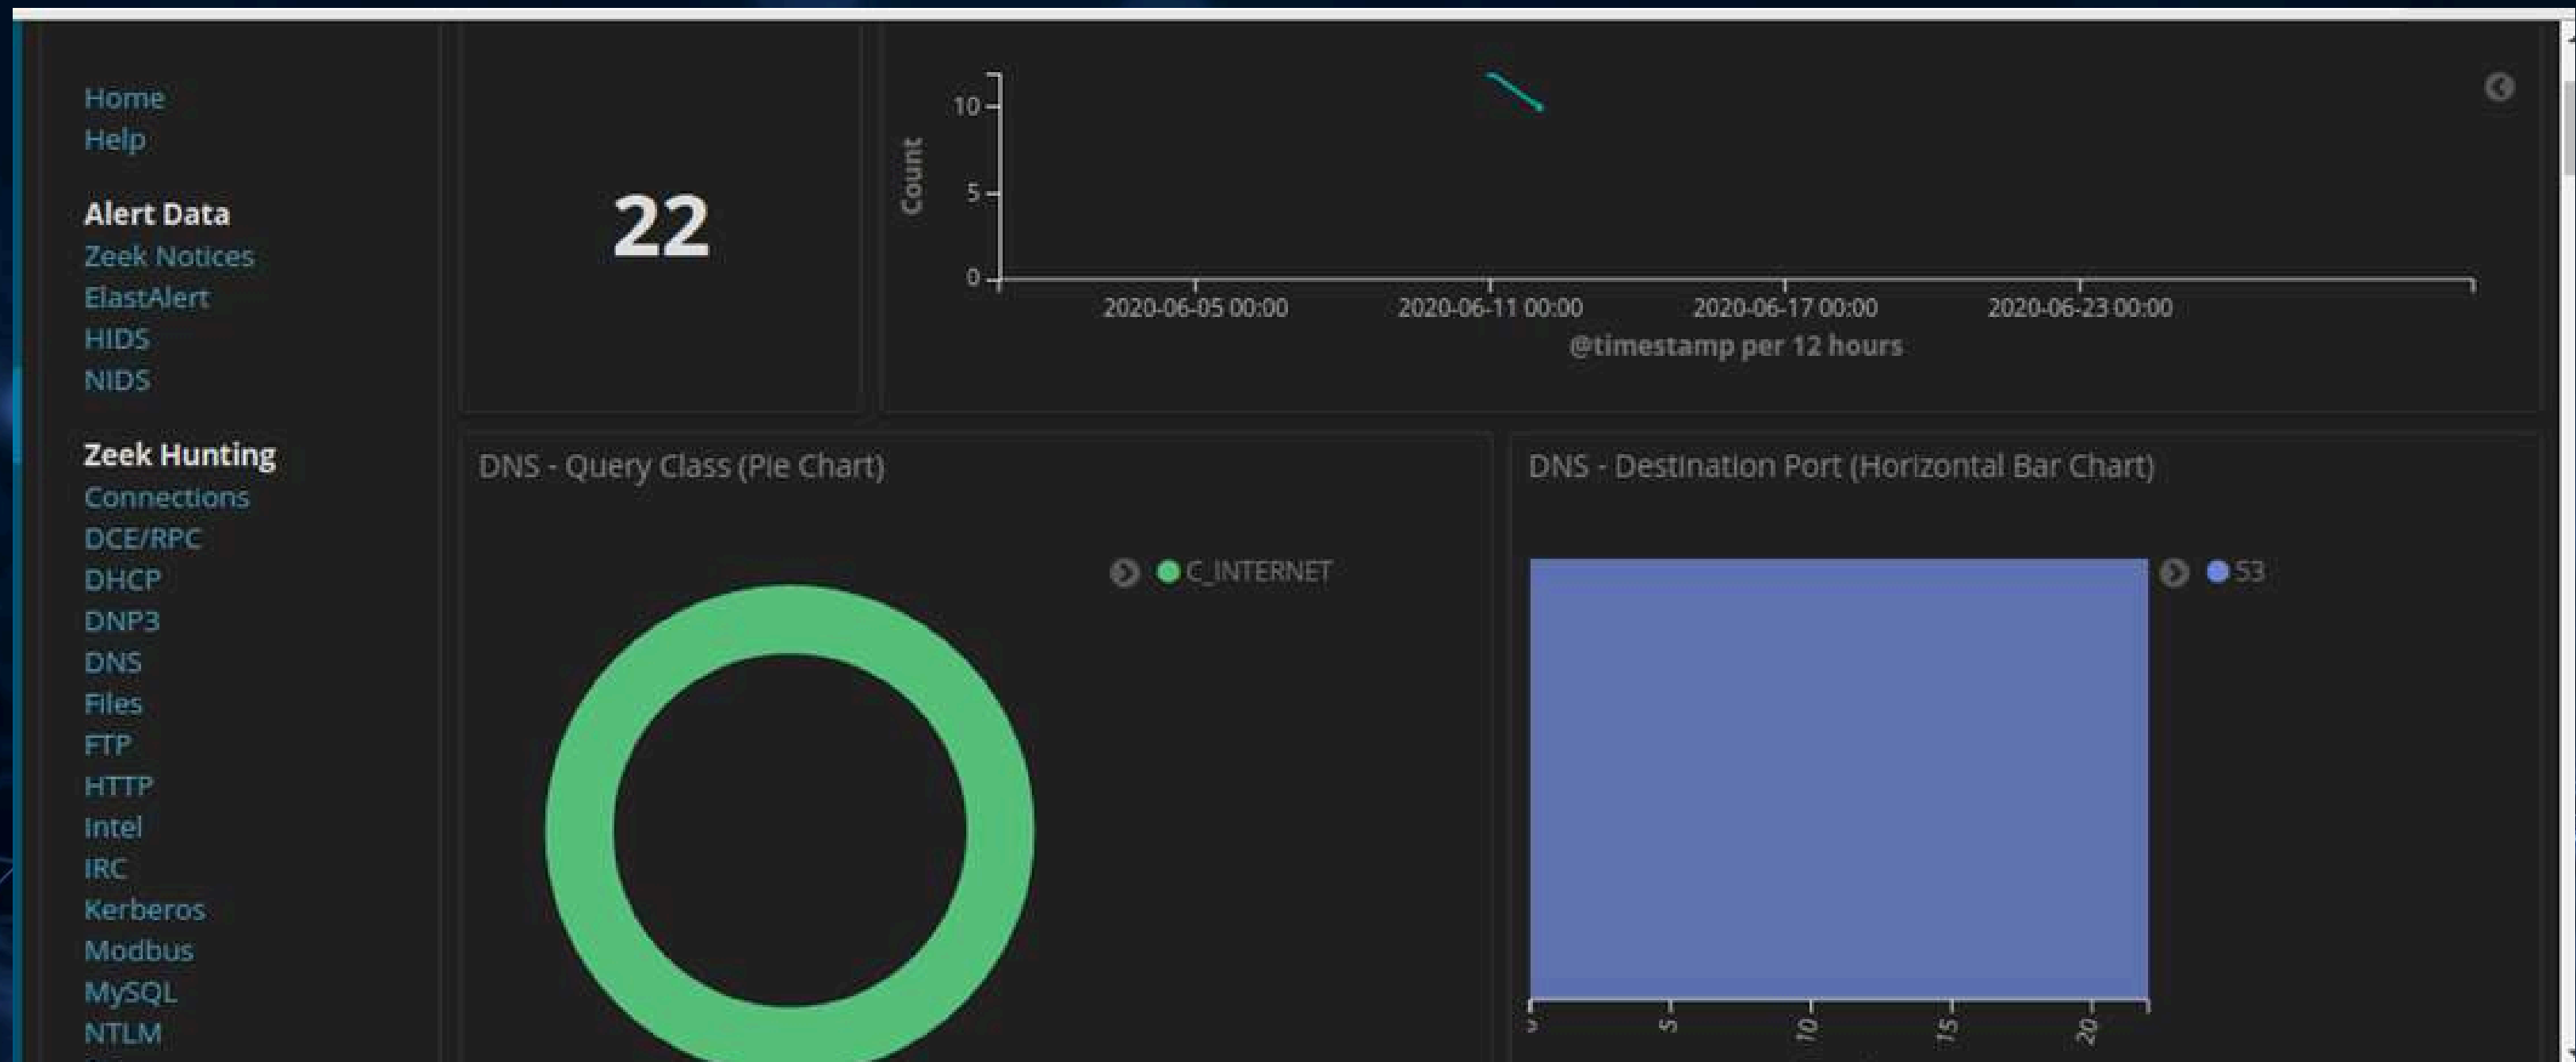 Home
Help
Alert Data
Zeek Notices
ElastAlert
HIDS
NIDS
Zeek Hunting
Connections
DCE/RPC
DHCP
DNP3
DNS
Files
FTP
HTTP
Intel
IRC
Kerberos
Modbus
MySQL
NTLM
22
Count
10
5
0
2020-06-05 00:00
2020-06-11 00:00
2020-06-17 00:00
2020-06-23 00:00
@timestamp per 12 hours
DNS - Query Class (Pie Chart)
C_INTERNET
DNS - Destination Port (Horizontal Bar Chart)
53
5
10
15
20